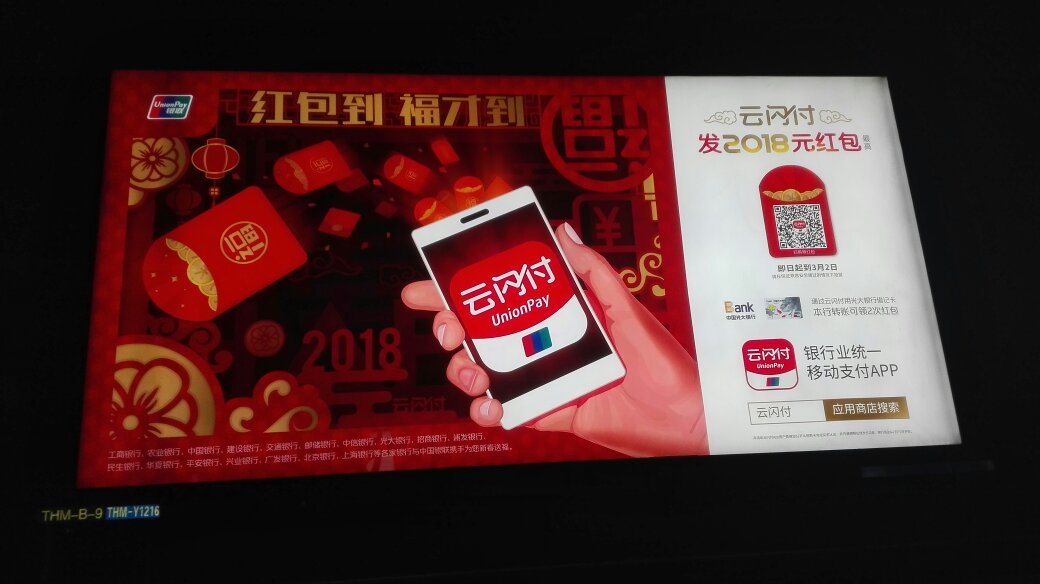 UnionPay
银联
红包到 福才到
福
福
2018
云闪付
UnionPay
云闪付
工商银行、农业银行、中国银行、建设银行、交通银行、邮储银行、中信银行、光大银行、招商银行、浦发银行、
民生银行、华夏银行、平安银行、兴业银行、广发银行、北京银行、上海银行等各家银行与中国银联携手为您新春送福。
云闪付
发2018元红包最高
即日起到3月2日
Bank
中国光大银行
通过云闪付用光大银行借记卡
本行转账可领2次红包
云闪付
UnionPay
银行业统一
移动支付APP
云闪付 应用商店搜索
THM-B-9 THM-Y1216